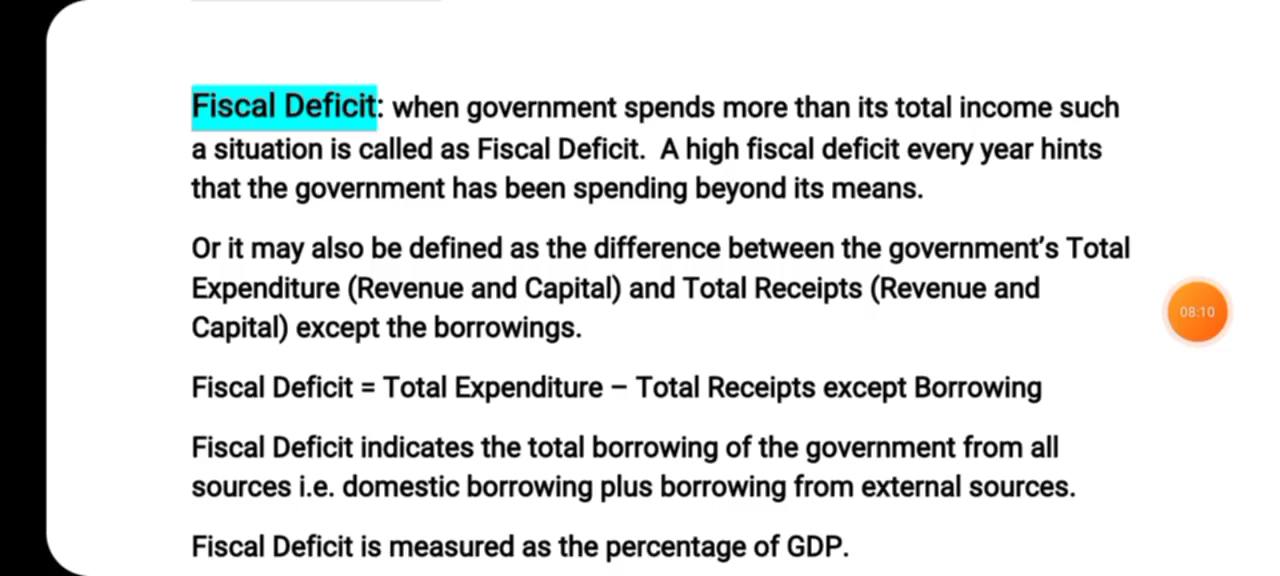 Fiscal Deficit: when government spends more than its total income such
a situation is called as Fiscal Deficit.  A high fiscal deficit every year hints
that the government has been spending beyond its means.
Or it may also be defined as the difference between the government’s Total
Expenditure (Revenue and Capital) and Total Receipts (Revenue and
Capital) except the borrowings.
08:10
Fiscal Deficit = Total Expenditure – Total Receipts except Borrowing
Fiscal Deficit indicates the total borrowing of the government from all
sources i.e. domestic borrowing plus borrowing from external sources.
Fiscal Deficit is measured as the percentage of GDP.